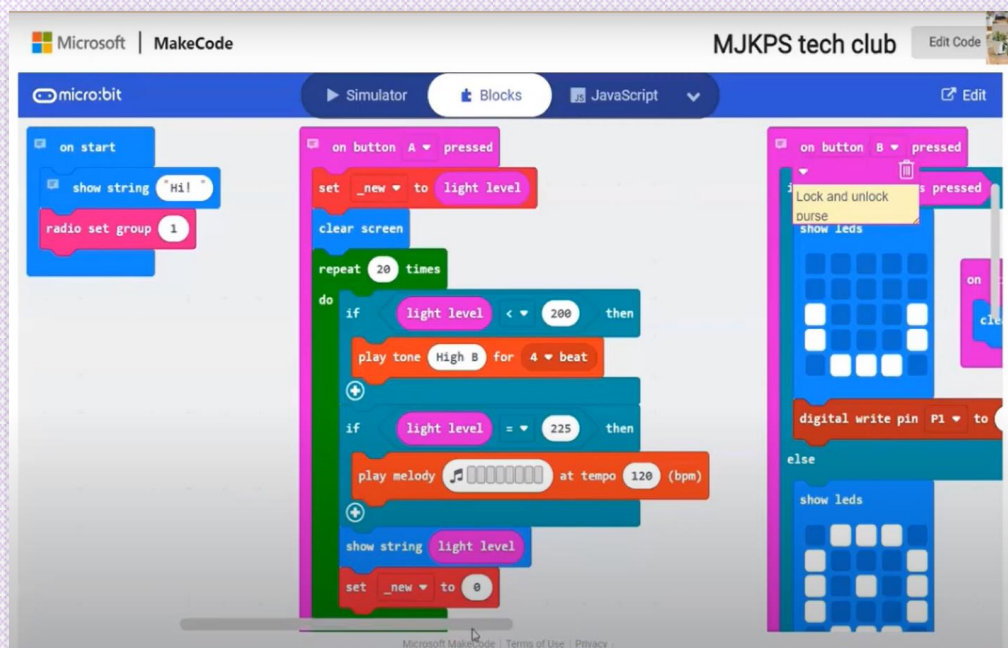 Microsoft | MakeCode
MJKPS tech club
Edit Code
micro:bit
Simulator
Blocks
JS JavaScript
Edit
on start
show string "Hi!"
radio set group 1
on button A pressed
set _new to light level
clear screen
repeat 20 times
do
if light level < 200 then
play tone High B for 4 beat
if light level = 225 then
play melody at tempo 120 (bpm)
show string light level
set _new to 0
on button B pressed
pressed
Lock and unlock
purse
show leds
digital write pin P1 to
else
show leds
on
Microsoft MakeCode | Terms of Use | Privacy